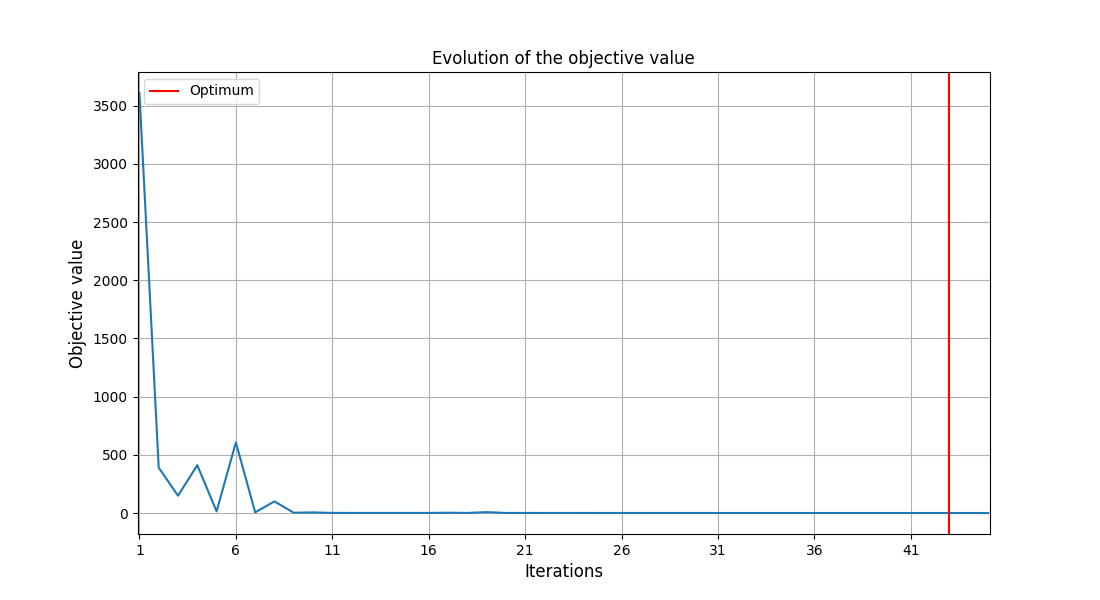 Evolution of the objective value
Optimum
3500
3000
2500
2000
1500
1000
500
0
Objective value
1 6 11 16 21 26 31 36 41
Iterations